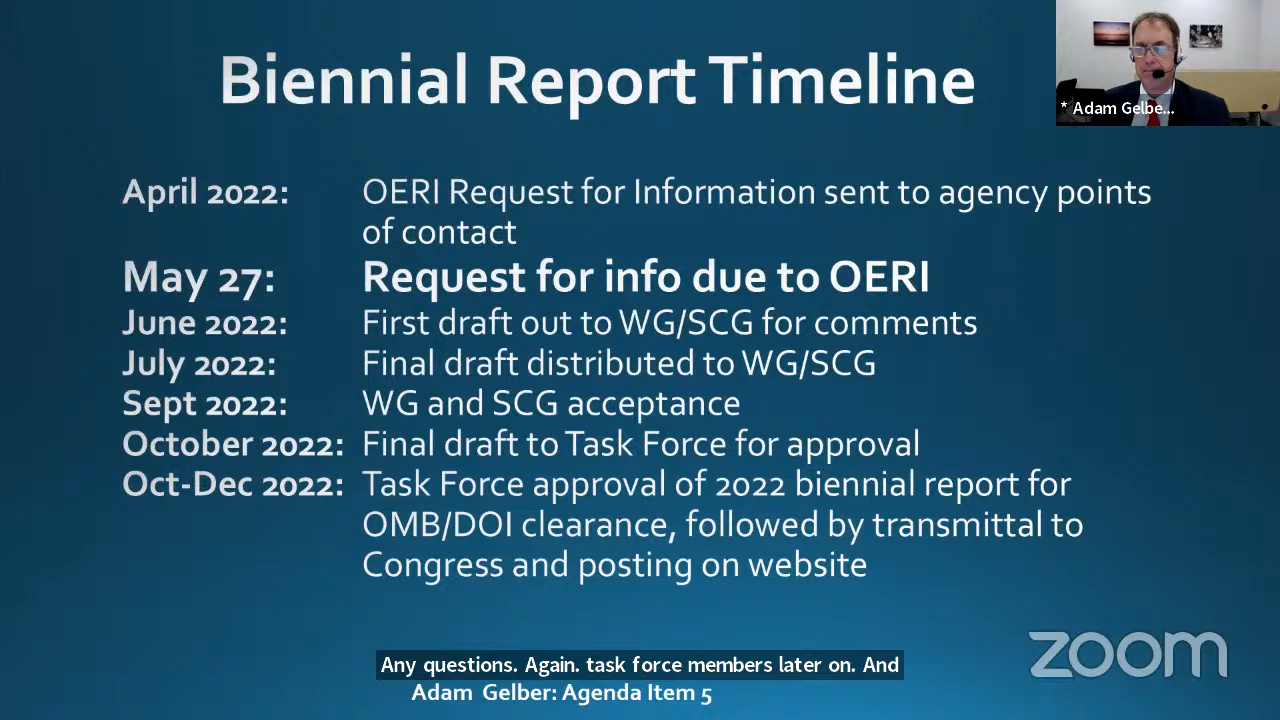 Biennial Report Timeline
* Adam Gelbe...
April 2022: OERI Request for Information sent to agency points
of contact
May 27: Request for info due to OERI
June 2022: First draft out to WG/SCG for comments
July 2022: Final draft distributed to WG/SCG
Sept 2022: WG and SCG acceptance
October 2022: Final draft to Task Force for approval
Oct-Dec 2022: Task Force approval of 2022 biennial report for
OMB/DOI clearance, followed by transmittal to
Congress and posting on website
zoom
Any questions. Again. task force members later on. And
Adam Gelber: Agenda Item 5